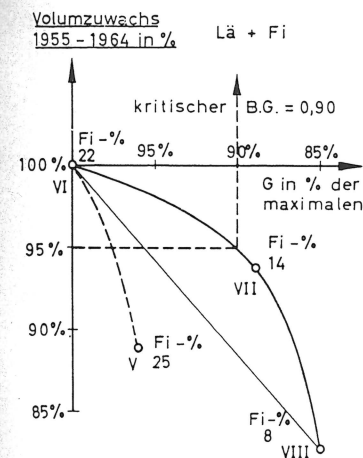 Volumzuwachs
1955-1964 in %
Lä + Fi
kritischer B.G. = 0,90
Fi-%
22
95%
90%
85%
100%
VI
G in % der
maximalen
95%
Fi-%
14
VII
90%
Fi-%
V 25
85%
Fi-%
8
VIII